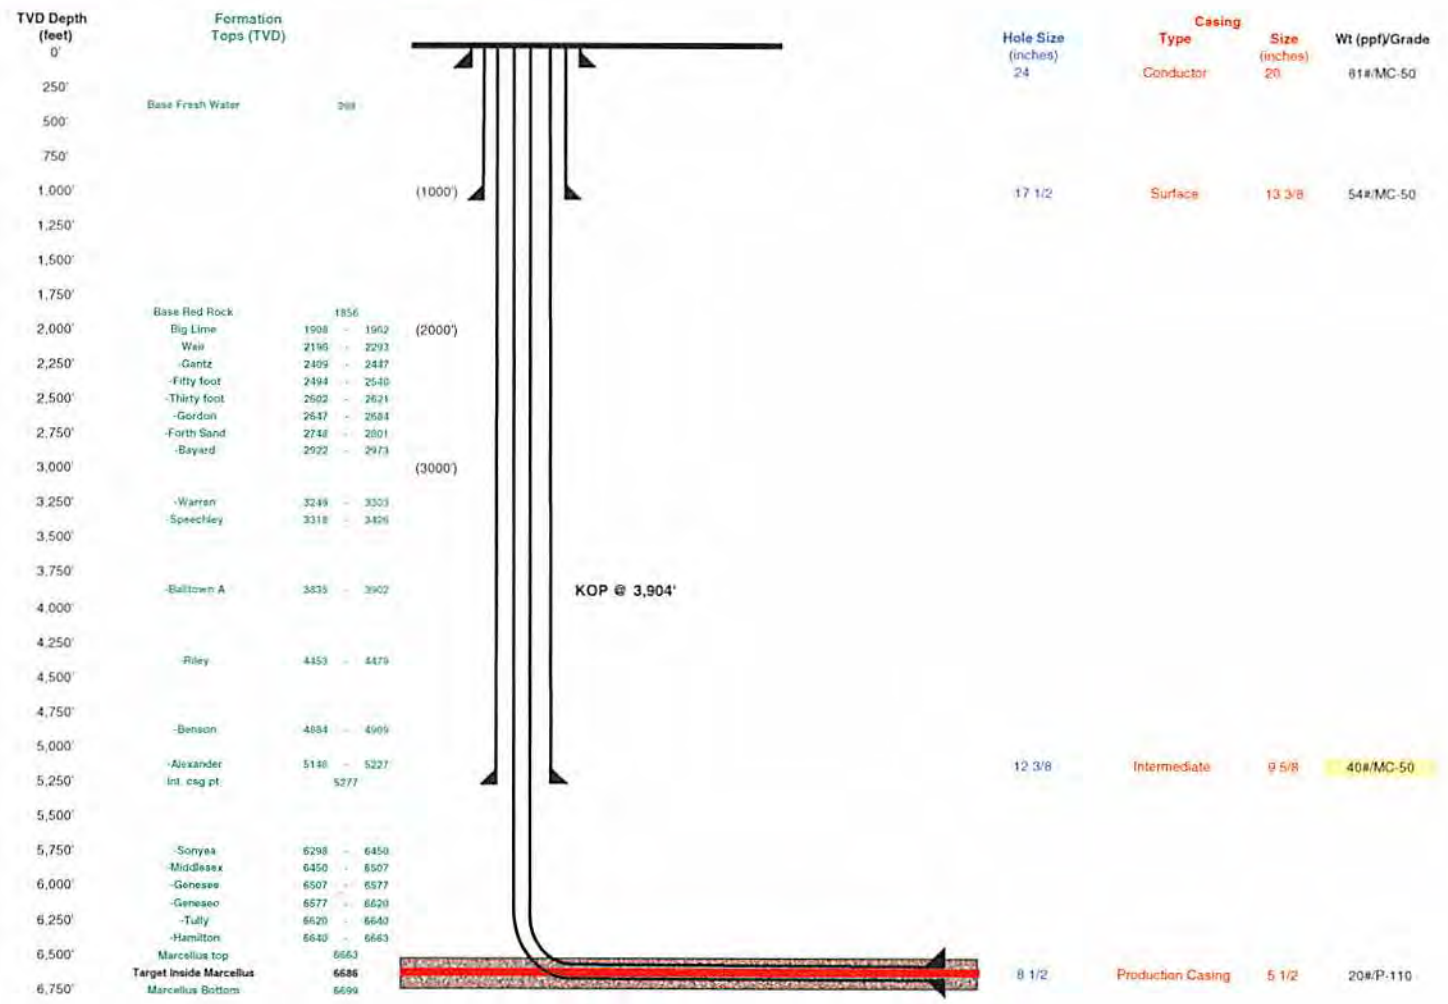 TVD Depth Formation Casing
(feet) Tops (TVD) Hole Size Type Size Wt (ppf)/Grade
(inches) (inches)
0'
24 Conductor 20 81#/MC-50
250'
Base Fresh Water
500'
750'
1,000' (1000') 17 1/2 Surface 13 3/8 54#/MC-50
1,250'
1,500'
1,750'
Base Red Rock 1856
2,000' Big Lime 1908 - 1962 (2000')
Weir 2196 - 2293
2,250' -Gantz 2409 - 2447
-Fifty foot 2494 - 2540
2,500' -Thirty foot 2602 - 2621
-Gordon 2647 - 2684
2,750' -Forth Sand 2748 - 2801
-Bayard 2922 - 2973
3,000' (3000')
3,250' -Warren 3249 - 3303
-Speechley 3318 - 3426
3,500'
3,750'
-Balltown A 3835 - 3902 KOP @ 3,904'
4,000'
4,250'
-Riley 4453 - 4479
4,500'
4,750'
-Benson 4884 - 4909
5,000'
-Alexander 5148 - 5227 12 3/8 Intermediate 9 5/8 40#/MC-50
5,250' Int. csg pt 5277
5,500'
5,750' -Sonyea 6298 - 6450
-Middlesex 6450 - 6507
6,000' -Genesee 6507 - 6577
-Geneseo 6577 - 6620
6,250' -Tully 6620 - 6640
-Hamilton 6640 - 6663
6,500' Marcellus top 6663
Target Inside Marcellus 6686 8 1/2 Production Casing 5 1/2 20#/P-110
6,750' Marcellus Bottom 6699